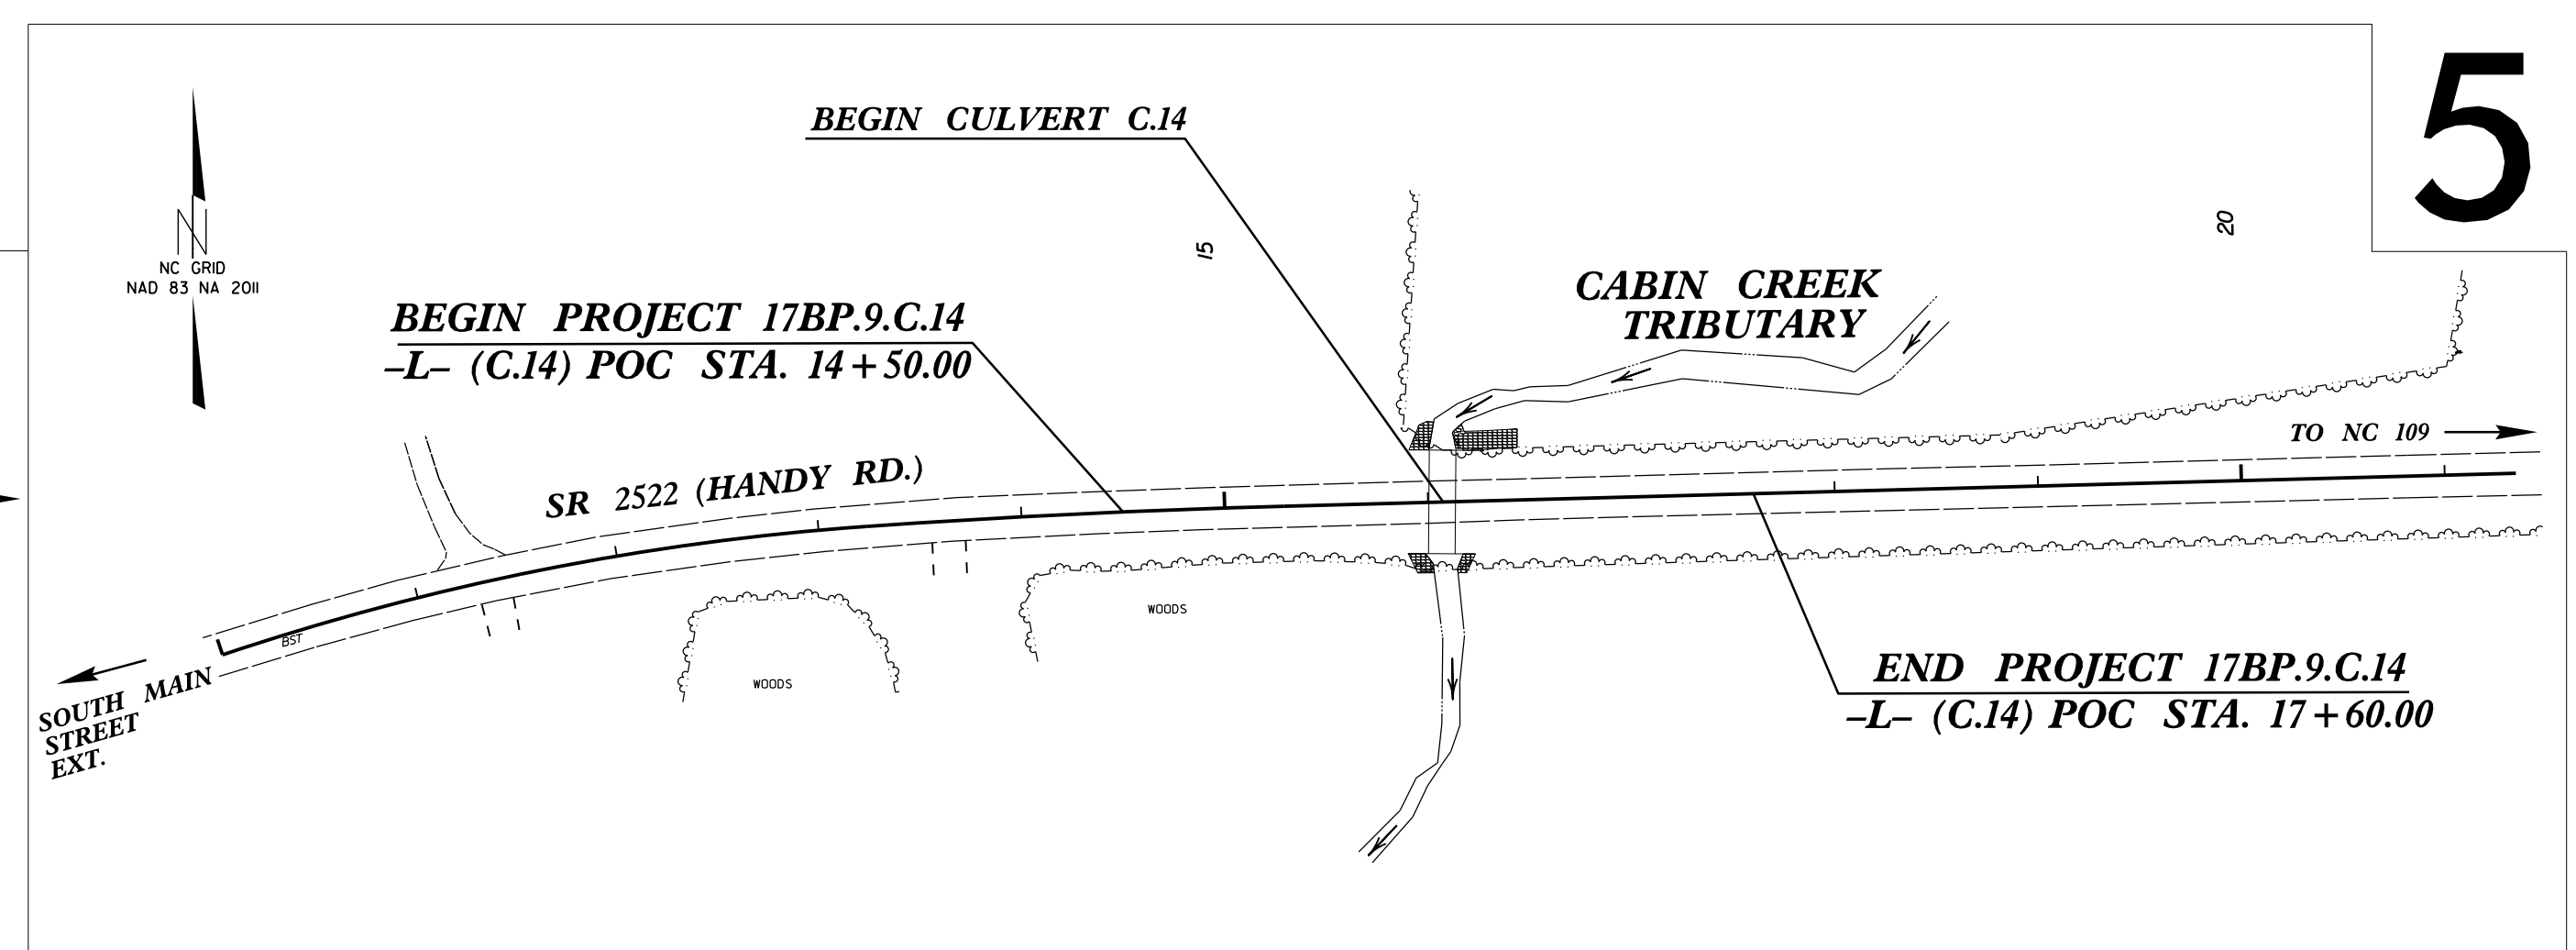 5
BEGIN CULVERT C.14
15
20
NC GRID
NAD 83 NA 2011
N
CABIN CREEK
TRIBUTARY
BEGIN PROJECT 17BP.9.C.14
–L– (C.14) POC STA. 14+50.00
TO NC 109
SR 2522 (HANDY RD.)
WOODS
BST
WOODS
SOUTH MAIN
STREET
EXT.
END PROJECT 17BP.9.C.14
–L– (C.14) POC STA. 17+60.00